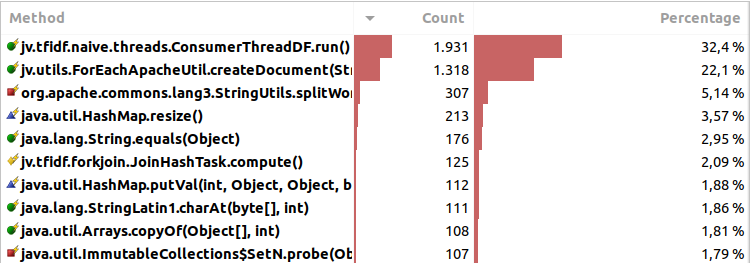 Method Count Percentage
jv.tfidf.naive.threads.ConsumerThreadDF.run() 1.931 32,4 %
jv.utils.ForEachApacheUtil.createDocument(Str 1.318 22,1 %
org.apache.commons.lang3.StringUtils.splitWor 307 5,14 %
java.util.HashMap.resize() 213 3,57 %
java.lang.String.equals(Object) 176 2,95 %
jv.tfidf.forkjoin.JoinHashTask.compute() 125 2,09 %
java.util.HashMap.putVal(int, Object, Object, b 112 1,88 %
java.lang.StringLatin1.charAt(byte[], int) 111 1,86 %
java.util.Arrays.copyOf(Object[], int) 108 1,81 %
java.util.ImmutableCollections$SetN.probe(Ob 107 1,79 %